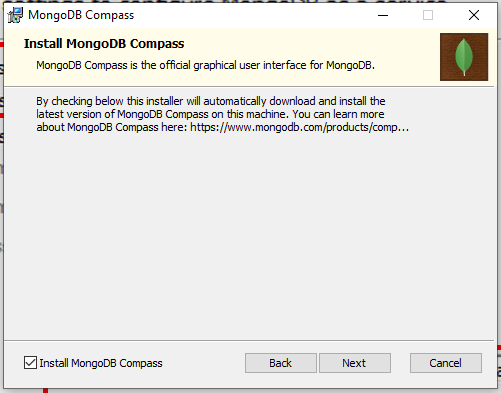 MongoDB Compass
Install MongoDB Compass
MongoDB Compass is the official graphical user interface for MongoDB.
By checking below this installer will automatically download and install the
latest version of MongoDB Compass on this machine. You can learn more
about MongoDB Compass here: https://www.mongodb.com/products/comp...
Install MongoDB Compass
Back
Next
Cancel